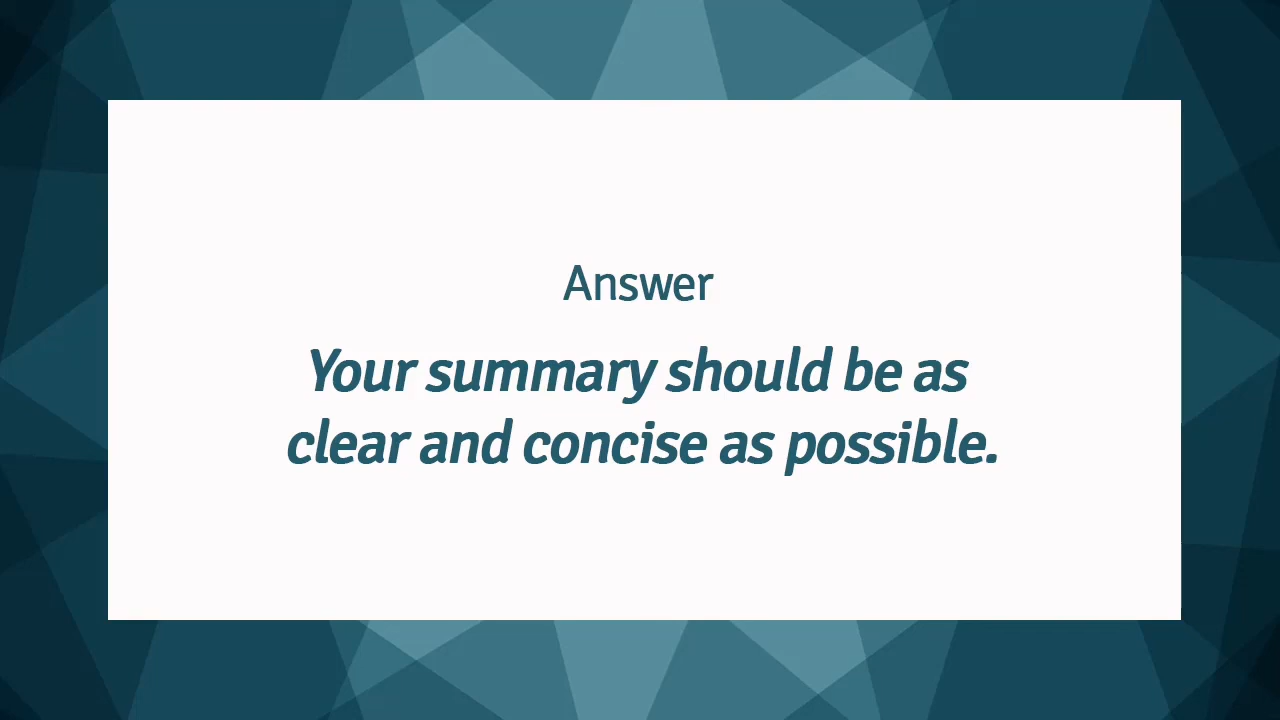 Answer
Your summary should be as
clear and concise as possible.